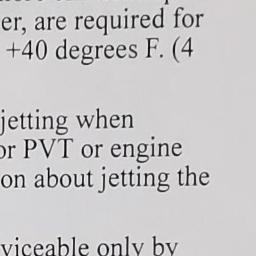 er, are required for
+40 degrees F. (4
jetting when
or PVT or engine
on about jetting the
viceable only by